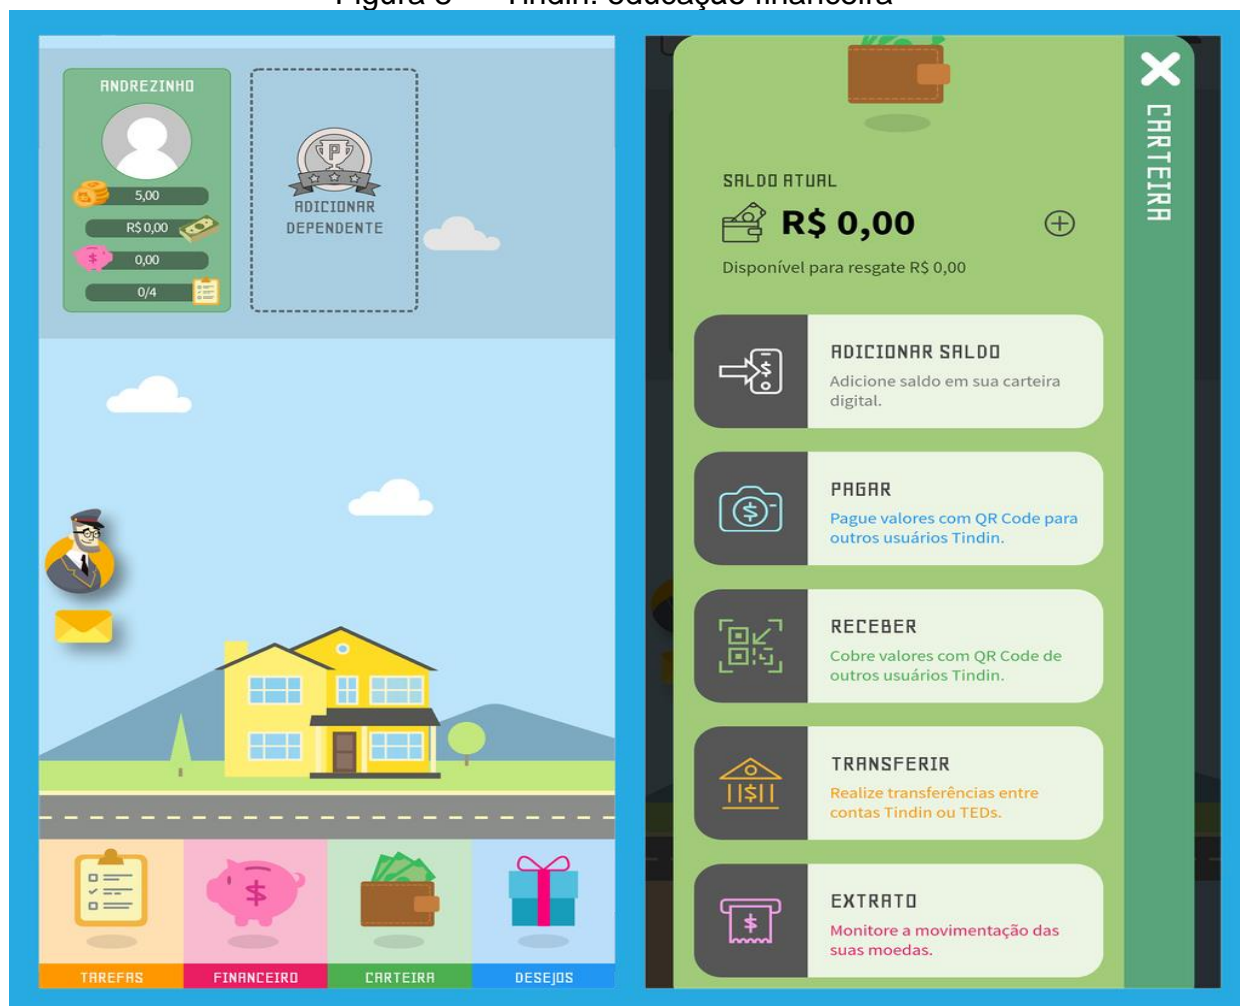 Tindin: educação financeira
ANDREZINHO
5,00
R$ 0,00
0,00
0/4
P
ADICIONAR
DEPENDENTE
TAREFAS
FINANCEIRO
CARTEIRA
DESEJOS
CARTEIRA
SALDO ATUAL
R$ 0,00
Disponível para resgate R$ 0,00
ADICIONAR SALDO
Adicione saldo em sua carteira
digital.
PAGAR
Pague valores com QR Code para
outros usuários Tindin.
RECEBER
Cobre valores com QR Code de
outros usuários Tindin.
TRANSFERIR
Realize transferências entre
contas Tindin ou TEDs.
EXTRATO
Monitore a movimentação das
suas moedas.